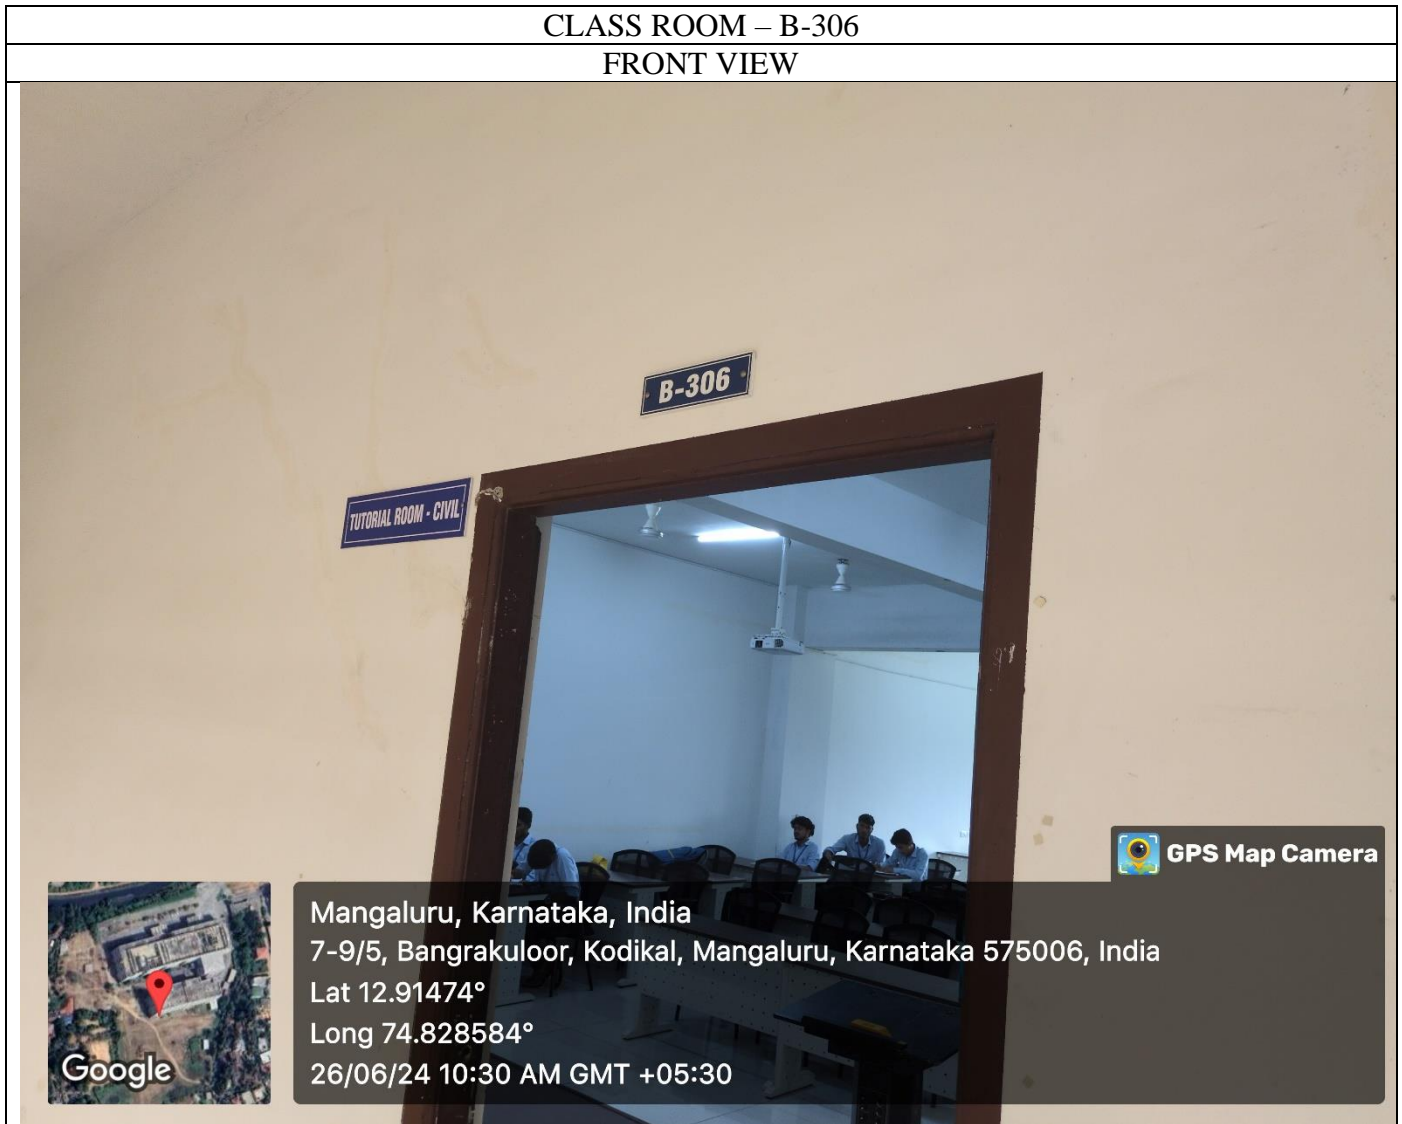 CLASS ROOM – B-306
FRONT VIEW
B-306
TUTORIAL ROOM - CIVIL
GPS Map Camera
Mangaluru, Karnataka, India
7-9/5, Bangrakuloor, Kodikal, Mangaluru, Karnataka 575006, India
Lat 12.91474°
Long 74.828584°
26/06/24 10:30 AM GMT +05:30
Google